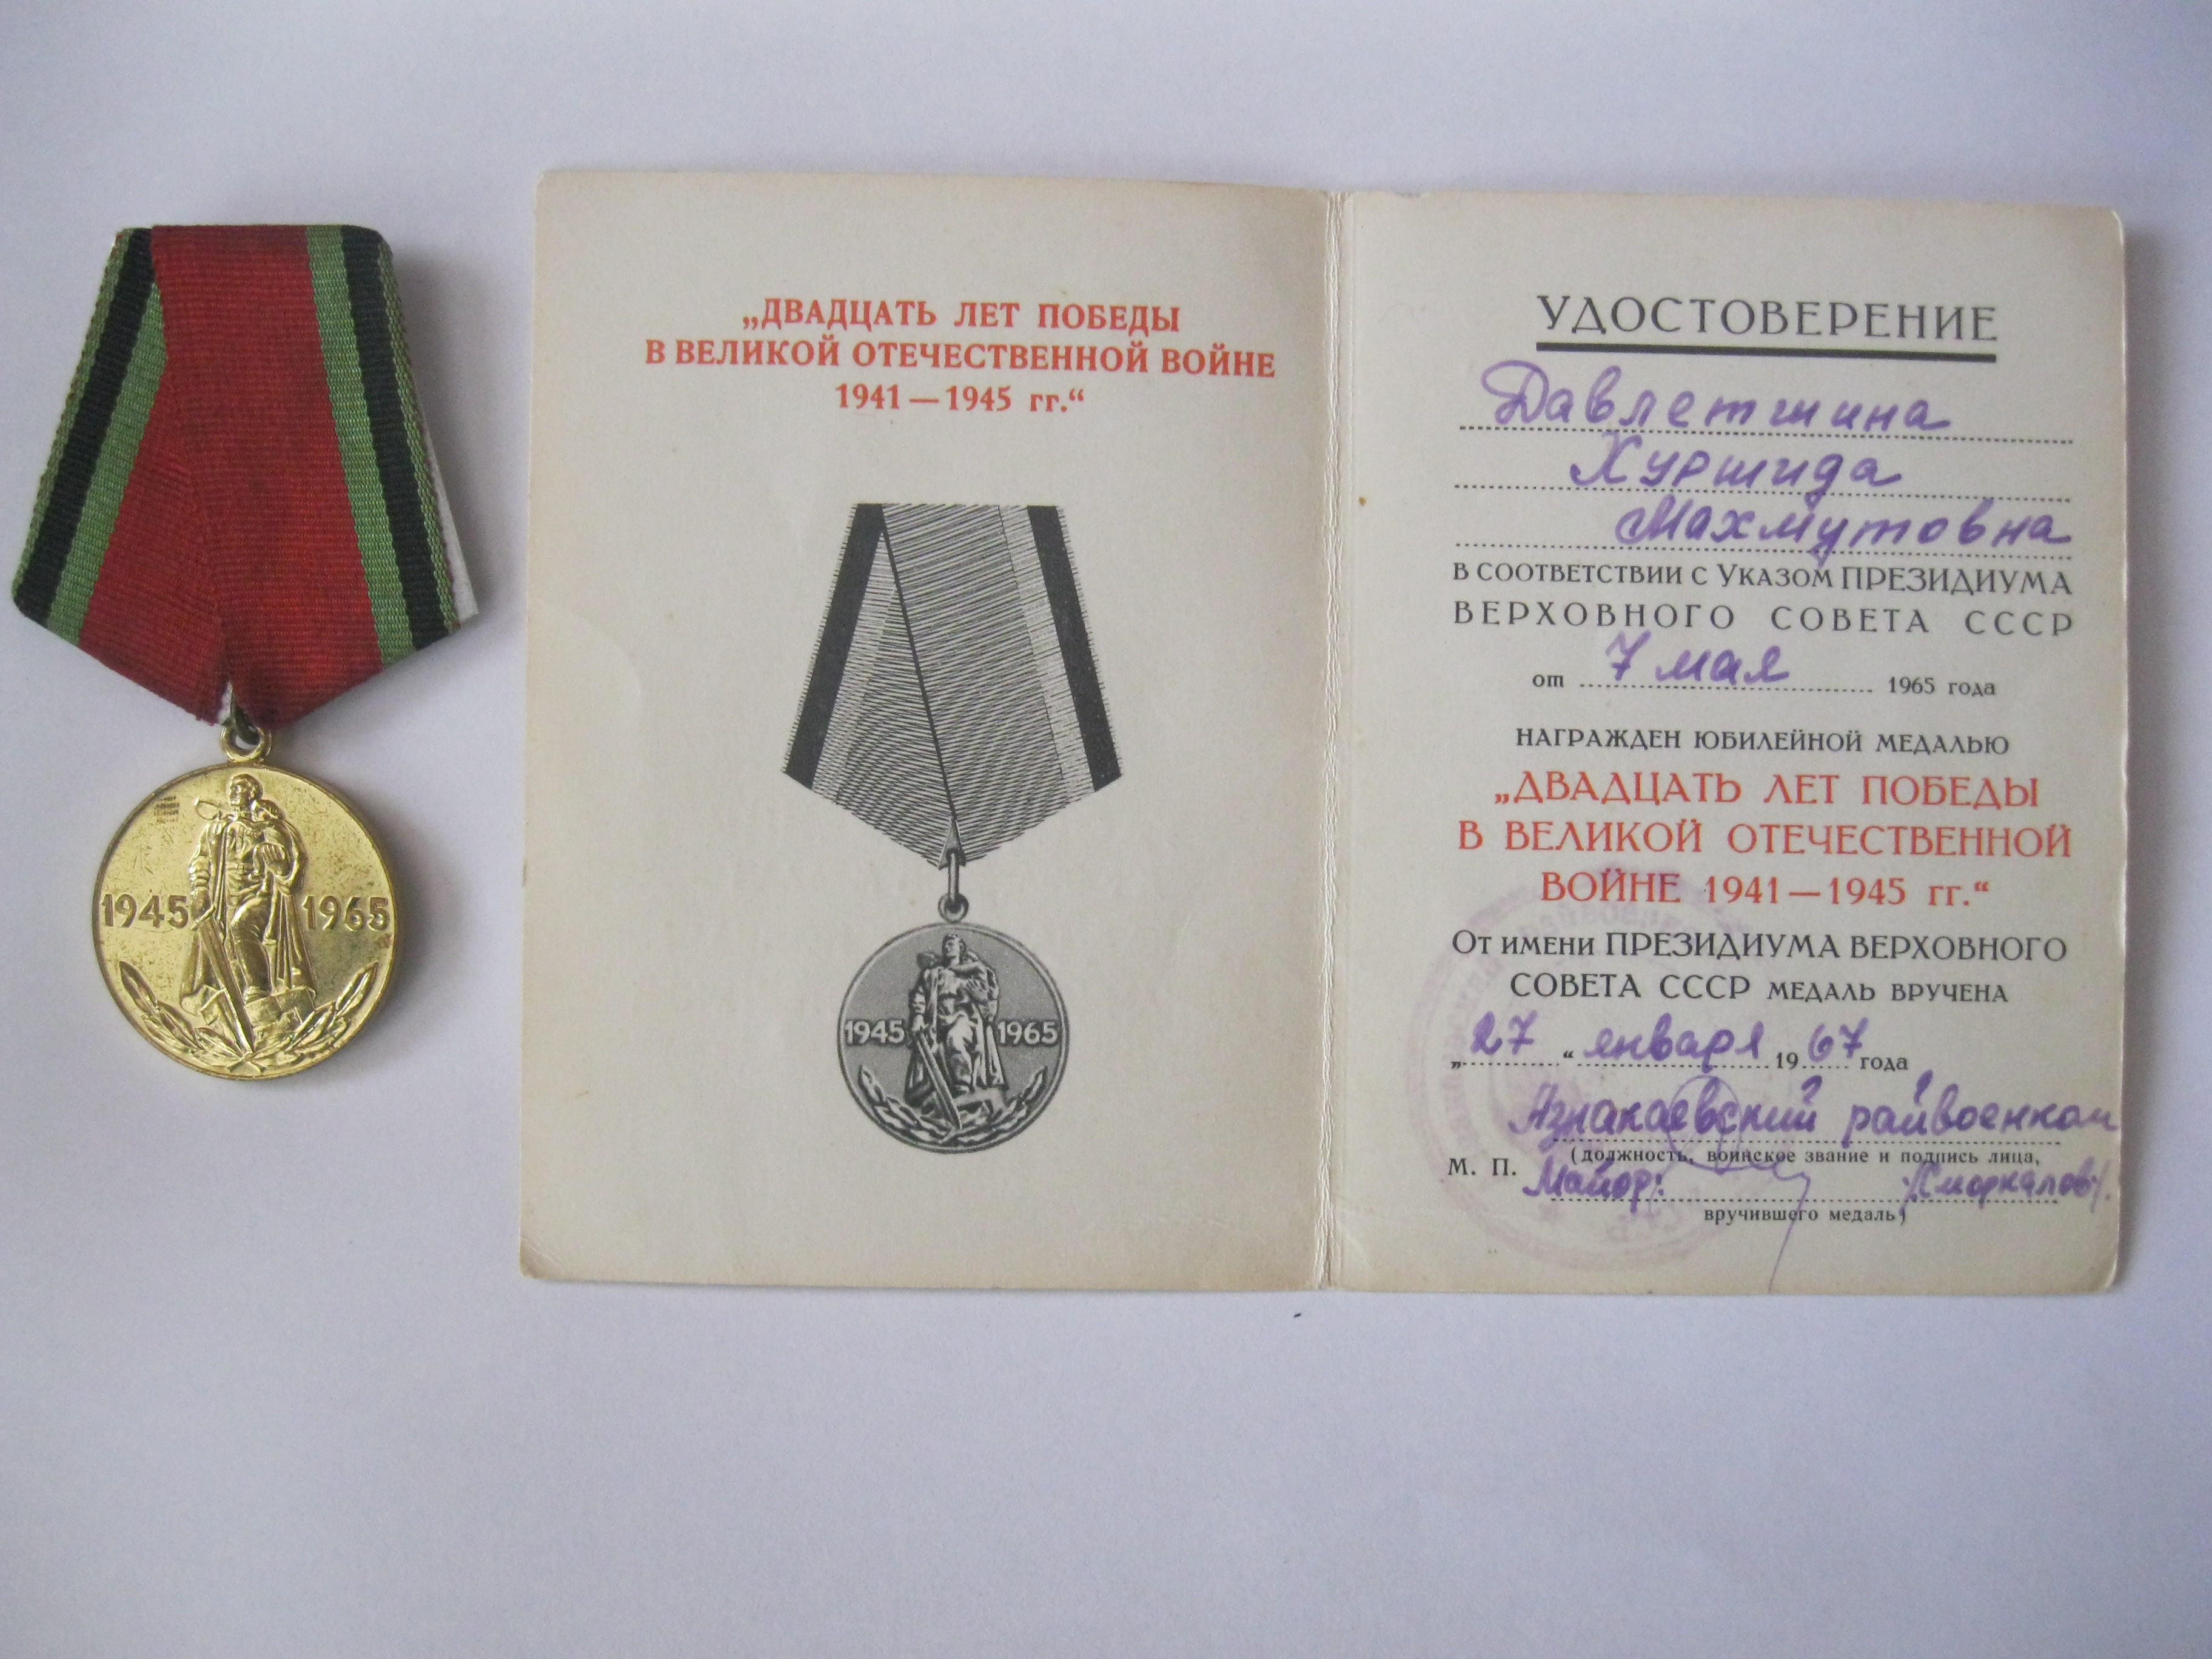 1945 1965
„ДВАДЦАТЬ ЛЕТ ПОБЕДЫ
В ВЕЛИКОЙ ОТЕЧЕСТВЕННОЙ ВОЙНЕ
1941 — 1945 гг.“
1945 1965
УДОСТОВЕРЕНИЕ
Давлетшина
Хуршида
Махмутовна
В СООТВЕТСТВИИ С УКАЗОМ ПРЕЗИДИУМА
ВЕРХОВНОГО СОВЕТА СССР
от 7 мая 1965 года
НАГРАЖДЕН ЮБИЛЕЙНОЙ МЕДАЛЬЮ
„ДВАДЦАТЬ ЛЕТ ПОБЕДЫ
В ВЕЛИКОЙ ОТЕЧЕСТВЕННОЙ
ВОЙНЕ 1941 — 1945 гг.“
ОТ ИМЕНИ ПРЕЗИДИУМА ВЕРХОВНОГО
СОВЕТА СССР МЕДАЛЬ ВРУЧЕНА
„27“ января 1967 года
Азнакаевский райвоенком
(должность, воинское звание и подпись лица,
М. П. Майор:
вручившего медаль)